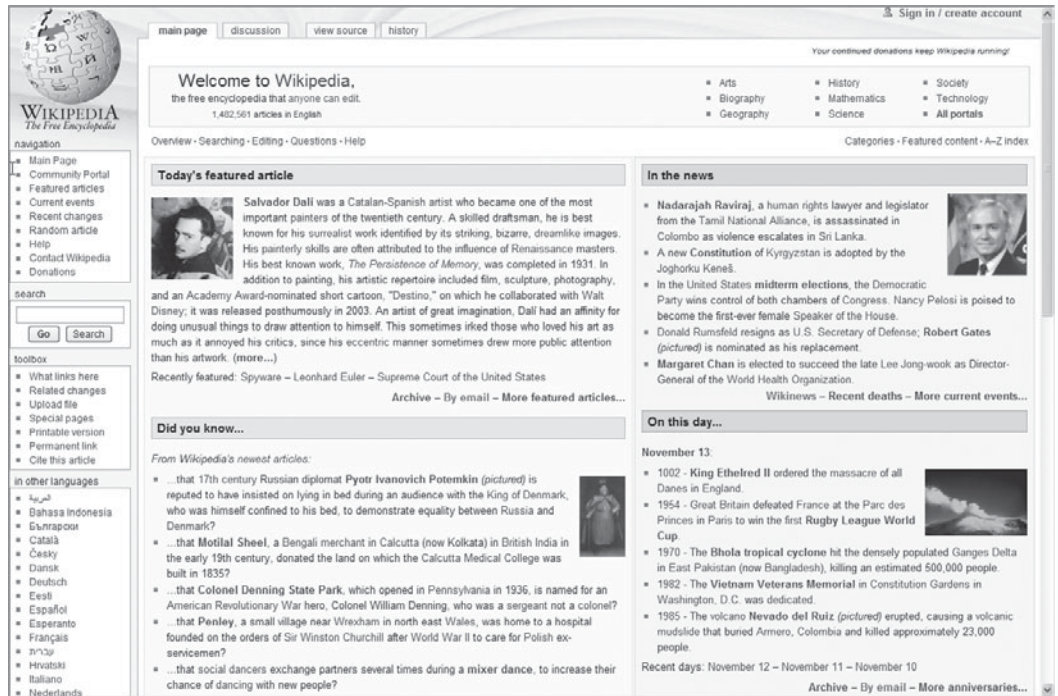 Sign in / create account
main page
discussion
view source
history
Your continued donations keep Wikipedia running!
WIKIPEDIA
The Free Encyclopedia
Welcome to Wikipedia,
the free encyclopedia that anyone can edit.
1,482,561 articles in English
Arts
Biography
Geography
History
Mathematics
Science
Society
Technology
All portals
Overview · Searching · Editing · Questions · Help
Categories · Featured content · A–Z index
navigation
Main Page
Community Portal
Featured articles
Current events
Recent changes
Random article
Help
Contact Wikipedia
Donations
search
Go
Search
toolbox
What links here
Related changes
Upload file
Special pages
Printable version
Permanent link
Cite this article
in other languages
العربية
Bahasa Indonesia
Български
Català
Česky
Dansk
Deutsch
Eesti
Español
Esperanto
Français
עברית
Hrvatski
Italiano
Nederlands
Today's featured article
Salvador Dalí was a Catalan-Spanish artist who became one of the most
important painters of the twentieth century. A skilled draftsman, he is best
known for his surrealist work identified by its striking, bizarre, dreamlike images.
His painterly skills are often attributed to the influence of Renaissance masters.
His best known work, The Persistence of Memory, was completed in 1931. In
addition to painting, his artistic repertoire included film, sculpture, photography,
and an Academy Award-nominated short cartoon, "Destino," on which he collaborated with Walt
Disney; it was released posthumously in 2003. An artist of great imagination, Dalí had an affinity for
doing unusual things to draw attention to himself. This sometimes irked those who loved his art as
much as it annoyed his critics, since his eccentric manner sometimes drew more public attention
than his artwork. (more...)
Recently featured: Spyware – Leonhard Euler – Supreme Court of the United States
Archive – By email – More featured articles...
Did you know...
From Wikipedia's newest articles:
...that 17th century Russian diplomat Pyotr Ivanovich Potemkin (pictured) is
reputed to have insisted on lying in bed during an audience with the King of Denmark,
who was himself confined to his bed, to demonstrate equality between Russia and
Denmark?
...that Motilal Sheel, a Bengali merchant in Calcutta (now Kolkata) in British India in
the early 19th century, donated the land on which the Calcutta Medical College was
built in 1835?
...that Colonel Denning State Park, which opened in Pennsylvania in 1936, is named for an
American Revolutionary War hero, Colonel William Denning, who was a sergeant not a colonel?
...that Penley, a small village near Wrexham in north east Wales, was home to a hospital
founded on the orders of Sir Winston Churchill after World War II to care for Polish ex-
servicemen?
...that social dancers exchange partners several times during a mixer dance, to increase their
chance of dancing with new people?
In the news
Nadarajah Raviraj, a human rights lawyer and legislator
from the Tamil National Alliance, is assassinated in
Colombo as violence escalates in Sri Lanka.
A new Constitution of Kyrgyzstan is adopted by the
Joghorku Keneš.
In the United States midterm elections, the Democratic
Party wins control of both chambers of Congress. Nancy Pelosi is poised to
become the first-ever female Speaker of the House.
Donald Rumsfeld resigns as U.S. Secretary of Defense; Robert Gates
(pictured) is nominated as his replacement.
Margaret Chan is elected to succeed the late Lee Jong-wook as Director-
General of the World Health Organization.
Wikinews – Recent deaths – More current events...
On this day...
November 13:
1002 - King Ethelred II ordered the massacre of all
Danes in England.
1954 - Great Britain defeated France at the Parc des
Princes in Paris to win the first Rugby League World
Cup.
1970 - The Bhola tropical cyclone hit the densely populated Ganges Delta
in East Pakistan (now Bangladesh), killing an estimated 500,000 people.
1982 - The Vietnam Veterans Memorial in Constitution Gardens in
Washington, D.C. was dedicated.
1985 - The volcano Nevado del Ruiz (pictured) erupted, causing a volcanic
mudslide that buried Armero, Colombia and killed approximately 23,000
people.
Recent days: November 12 – November 11 – November 10
Archive – By email – More anniversaries...